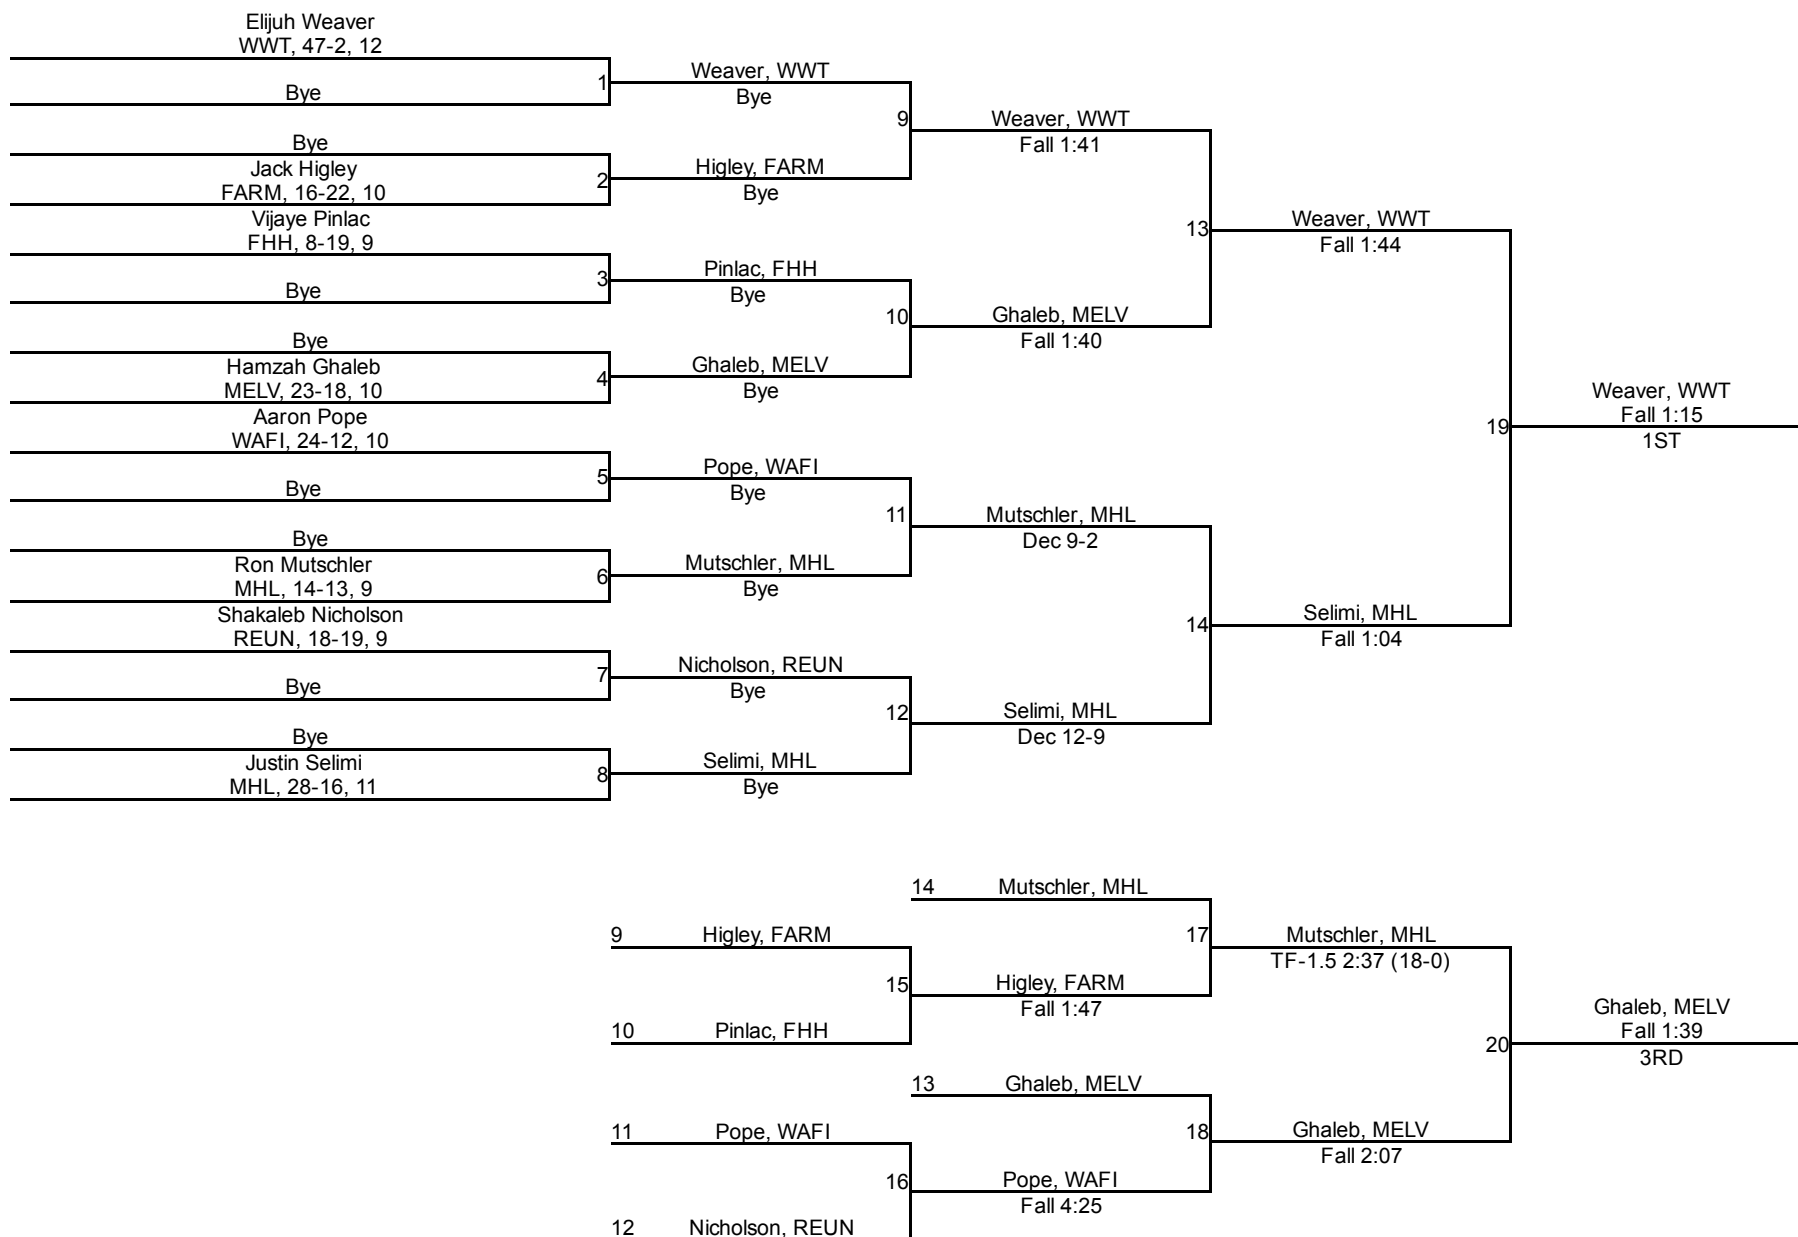 Elijuh Weaver
WWT, 47-2, 12
Bye
1
Bye
Jack Higley
FARM, 16-22, 10
2
Vijaye Pinlac
FHH, 8-19, 9
Bye
3
Bye
Hamzah Ghaleb
MELV, 23-18, 10
4
Aaron Pope
WAFI, 24-12, 10
Bye
5
Bye
Ron Mutschler
MHL, 14-13, 9
6
Shakaleb Nicholson
REUN, 18-19, 9
Bye
7
Bye
Justin Selimi
MHL, 28-16, 11
8
Weaver, WWT
Bye
9
Higley, FARM
Bye
Pinlac, FHH
Bye
10
Ghaleb, MELV
Bye
Pope, WAFI
Bye
11
Mutschler, MHL
Bye
Nicholson, REUN
Bye
12
Selimi, MHL
Bye
Weaver, WWT
Fall 1:41
13
Ghaleb, MELV
Fall 1:40
Mutschler, MHL
Dec 9-2
14
Selimi, MHL
Dec 12-9
Weaver, WWT
Fall 1:44
19
Selimi, MHL
Fall 1:04
Weaver, WWT
Fall 1:15
1ST
14 Mutschler, MHL
9 Higley, FARM
15
10 Pinlac, FHH
Higley, FARM
Fall 1:47
17
13 Ghaleb, MELV
11 Pope, WAFI
16
12 Nicholson, REUN
Pope, WAFI
Fall 4:25
18
Mutschler, MHL
TF-1.5 2:37 (18-0)
20
Ghaleb, MELV
Fall 2:07
Ghaleb, MELV
Fall 1:39
3RD